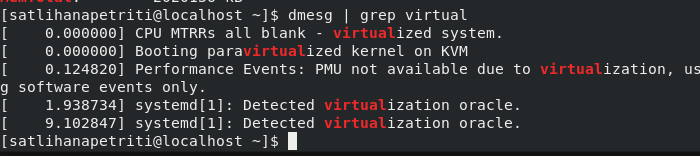 [satlihanapetriti@localhost ~]$ dmesg | grep virtual
[    0.000000] CPU MTRRs all blank - virtualized system.
[    0.000000] Booting paravirtualized kernel on KVM
[    0.124820] Performance Events: PMU not available due to virtualization, usin
g software events only.
[    1.938734] systemd[1]: Detected virtualization oracle.
[    9.102847] systemd[1]: Detected virtualization oracle.
[satlihanapetriti@localhost ~]$